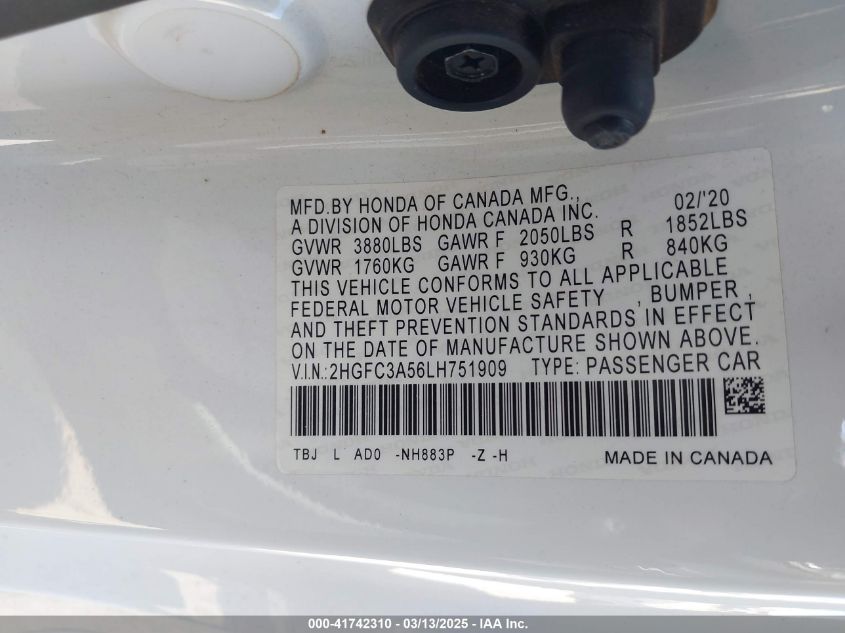 MFD.BY HONDA OF CANADA MFG., 02/'20
A DIVISION OF HONDA CANADA INC.
GVWR 3880LBS GAWR F 2050LBS R 1852LBS
GVWR 1760KG GAWR F 930KG R 840KG
THIS VEHICLE CONFORMS TO ALL APPLICABLE
FEDERAL MOTOR VEHICLE SAFETY , BUMPER ,
AND THEFT PREVENTION STANDARDS IN EFFECT
ON THE DATE OF MANUFACTURE SHOWN ABOVE.
V.I.N.:2HGFC3A56LH751909 TYPE: PASSENGER CAR
TBJ L AD0 -NH883P -Z -H MADE IN CANADA
000-41742310 - 03/13/2025 - IAA Inc.